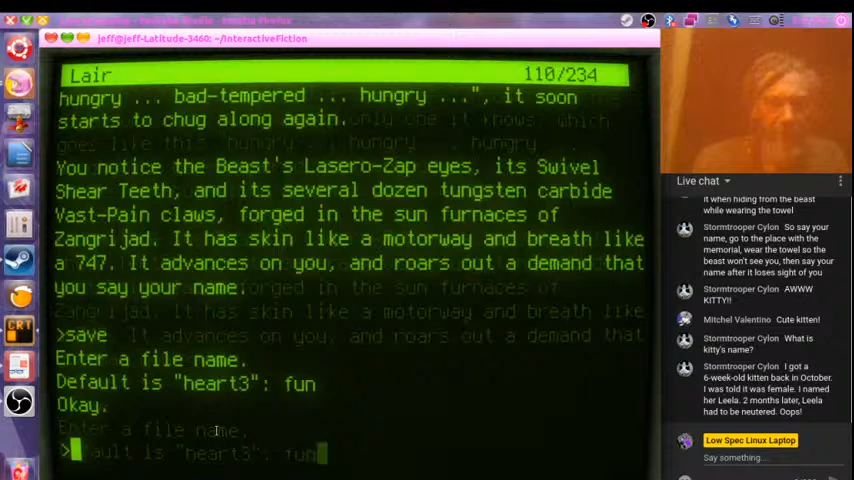 jeff@jeff-Latitude-3460: ~/InteractiveFiction
Lair 110/234
hungry ... bad-tempered ... hungry ...", it soon
starts to chug along again.
You notice the Beast's Lasero-Zap eyes, its Swivel
Shear Teeth, and its several dozen tungsten carbide
Vast-Pain claws, forged in the sun furnaces of
Zangrijad. It has skin like a motorway and breath like
a 747. It advances on you, and roars out a demand that
you say your name.
>save
Enter a file name.
Default is "heart3": fun
Okay.
>
CRT
Live chat
it when hiding from the beast
while wearing the towel
Stormtrooper Cylon So say your
name, go to the place with the
memorial, wear the towel so the
beast won't see you, then say your
name after it loses sight of you
Stormtrooper Cylon AWWW
KITTY!!
Mitchel Valentino Cute kitten!
Stormtrooper Cylon What is
kitty's name?
Stormtrooper Cylon I got a
6-week-old kitten back in October.
I was told it was female. I named
her Leela. 2 months later, Leela
had to be neutered. Oops!
Low Spec Linux Laptop
Say something...